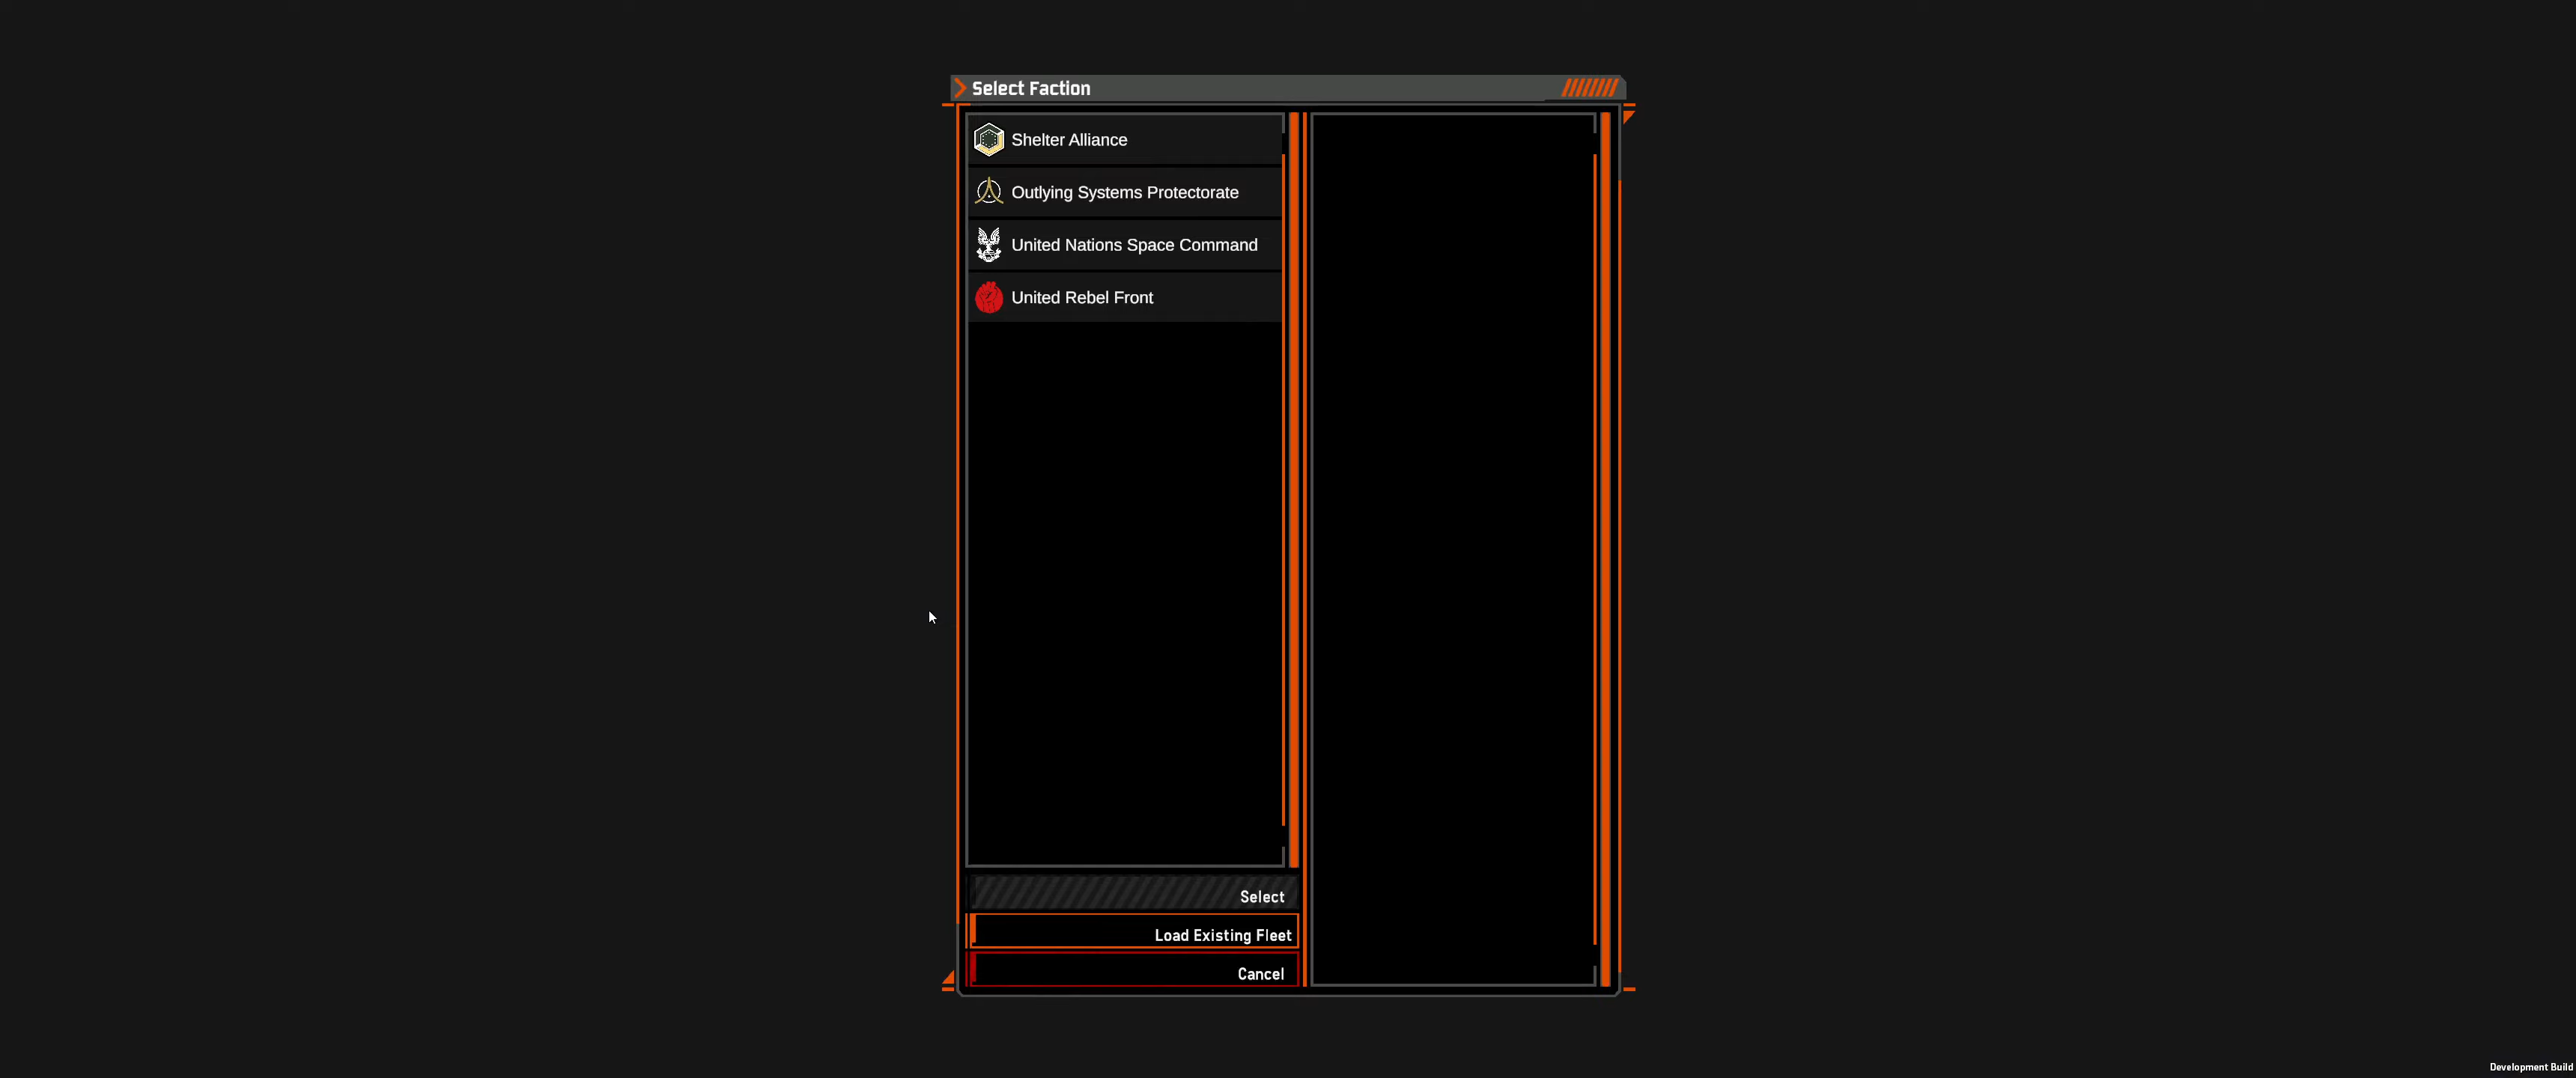 Select Faction
Shelter Alliance
Outlying Systems Protectorate
United Nations Space Command
United Rebel Front
Select
Load Existing Fleet
Cancel
Development Build